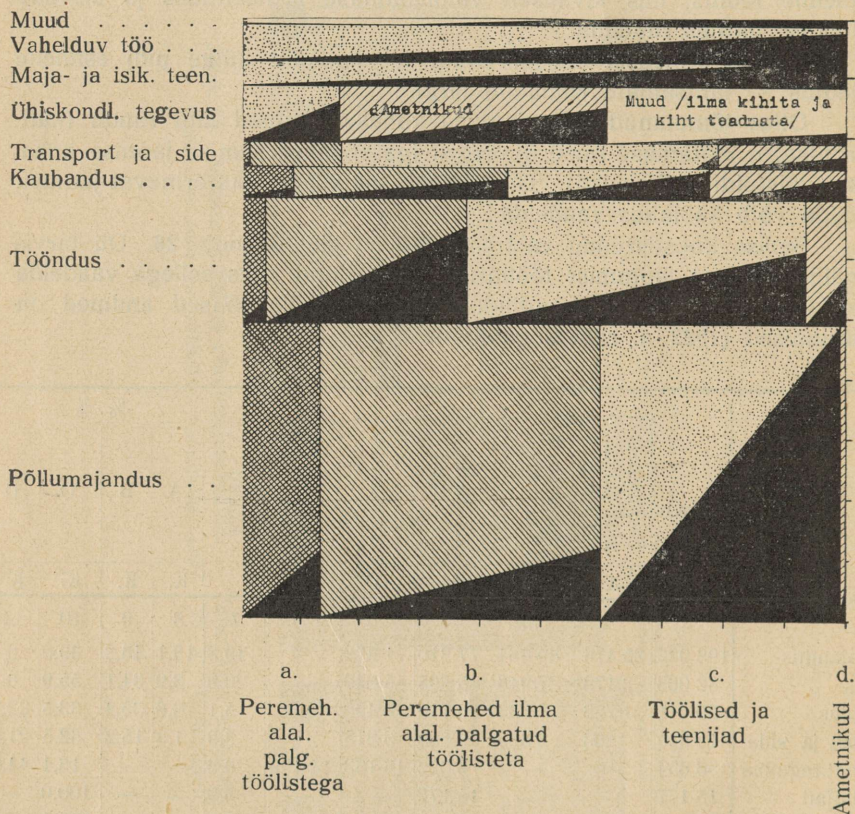 Muud . . . . .
Vahelduv töö . . .
Maja- ja isik. teen.
Ühiskondl. tegevus
dAmetnikud
Muud /ilma kihita ja
kiht teadmata/
Transport ja side
Kaubandus . . . .
Tööndus . . . . .
Põllumajandus . .
a.
Peremeh.
alal.
palg.
töölistega
b.
Peremehed ilma
alal. palgatud
töölisteta
c.
Töölised ja
teenijad
d.
Ametnikud